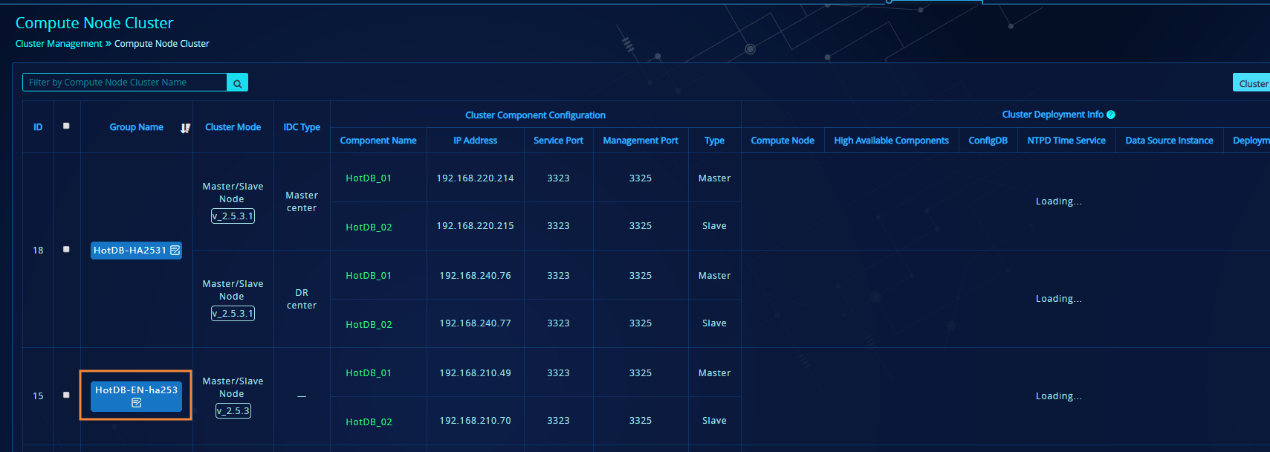 Compute Node Cluster
Cluster Management » Compute Node Cluster
Filter by Compute Node Cluster Name
Cluster
ID Group Name Cluster Mode IDC Type Cluster Component Configuration Cluster Deployment Info ?
Component Name IP Address Service Port Management Port Type Compute Node High Available Components ConfigDB NTPD Time Service Data Source Instance Deploym
18 HotDB-HA2531
Master/Slave
Node
v_2.5.3.1
Master
center
HotDB_01 192.168.220.214 3323 3325 Master
HotDB_02 192.168.220.215 3323 3325 Slave
Loading...
Master/Slave
Node
v_2.5.3.1
DR
center
HotDB_01 192.168.240.76 3323 3325 Master
HotDB_02 192.168.240.77 3323 3325 Slave
Loading...
15 HotDB-EN-ha253
Master/Slave
Node
v_2.5.3
—
HotDB_01 192.168.210.49 3323 3325 Master
HotDB_02 192.168.210.70 3323 3325 Slave
Loading...